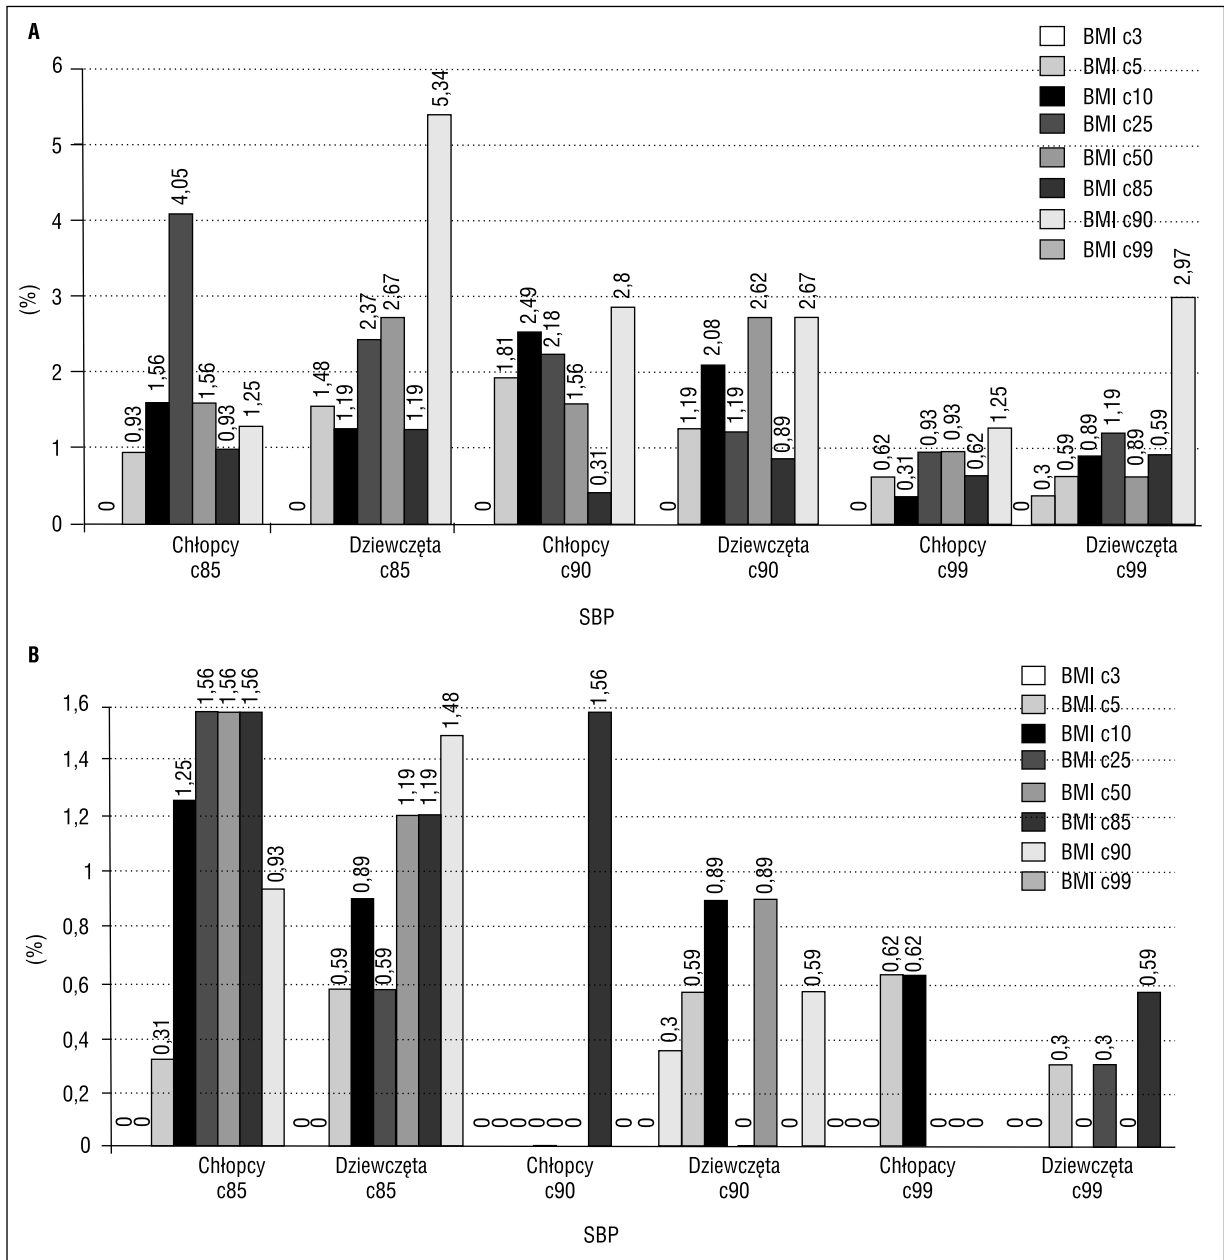 A
BMI c3
BMI c5
BMI c10
BMI c25
BMI c50
BMI c85
BMI c90
BMI c99
(%)
6
5
4
3
2
1
0
0 0,93 1,56 4,05 1,56 0,93 1,25
0 1,48 1,19 2,37 2,67 1,19 5,34
0 1,81 2,49 2,18 1,56 0,31 2,8
0 1,19 2,08 1,19 2,62 0,89 2,67
0 0,62 0,31 0,93 0,93 0,62 1,25
0 0,3 0,59 0,89 1,19 0,89 0,59 2,97
Chłopcy Dziewczęta Chłopcy Dziewczęta Chłopcy Dziewczęta
c85 c85 c90 c90 c99 c99
SBP
B
BMI c3
BMI c5
BMI c10
BMI c25
BMI c50
BMI c85
BMI c90
BMI c99
(%)
1,6
1,4
1,2
1
0,8
0,6
0,4
0,2
0
0 0 0,31 1,25 1,56 1,56 1,56 0,93
0 0 0,59 0,89 0,59 1,19 1,19 1,48
0 0 0 0 0 0 1,56 0
0 0,3 0,59 0,89 0 0,89 0 0,59
0 0 0 0,62 0,62 0 0 0
0 0 0,3 0 0,3 0 0,59
Chłopcy Dziewczęta Chłopcy Dziewczęta Chłopacy Dziewczęta
c85 c85 c90 c90 c99 c99
SBP